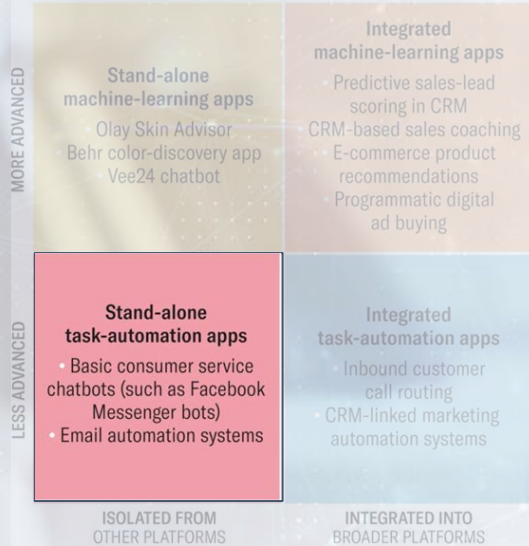 MORE ADVANCED
Stand-alone
machine-learning apps
• Olay Skin Advisor
• Behr color-discovery app
• Vee24 chatbot
Integrated
machine-learning apps
• Predictive sales-lead
scoring in CRM
• CRM-based sales coaching
• E-commerce product
recommendations
• Programmatic digital
ad buying
LESS ADVANCED
Stand-alone
task-automation apps
• Basic consumer service
chatbots (such as Facebook
Messenger bots)
• Email automation systems
Integrated
task-automation apps
• Inbound customer
call routing
• CRM-linked marketing
automation systems
ISOLATED FROM
OTHER PLATFORMS
INTEGRATED INTO
BROADER PLATFORMS